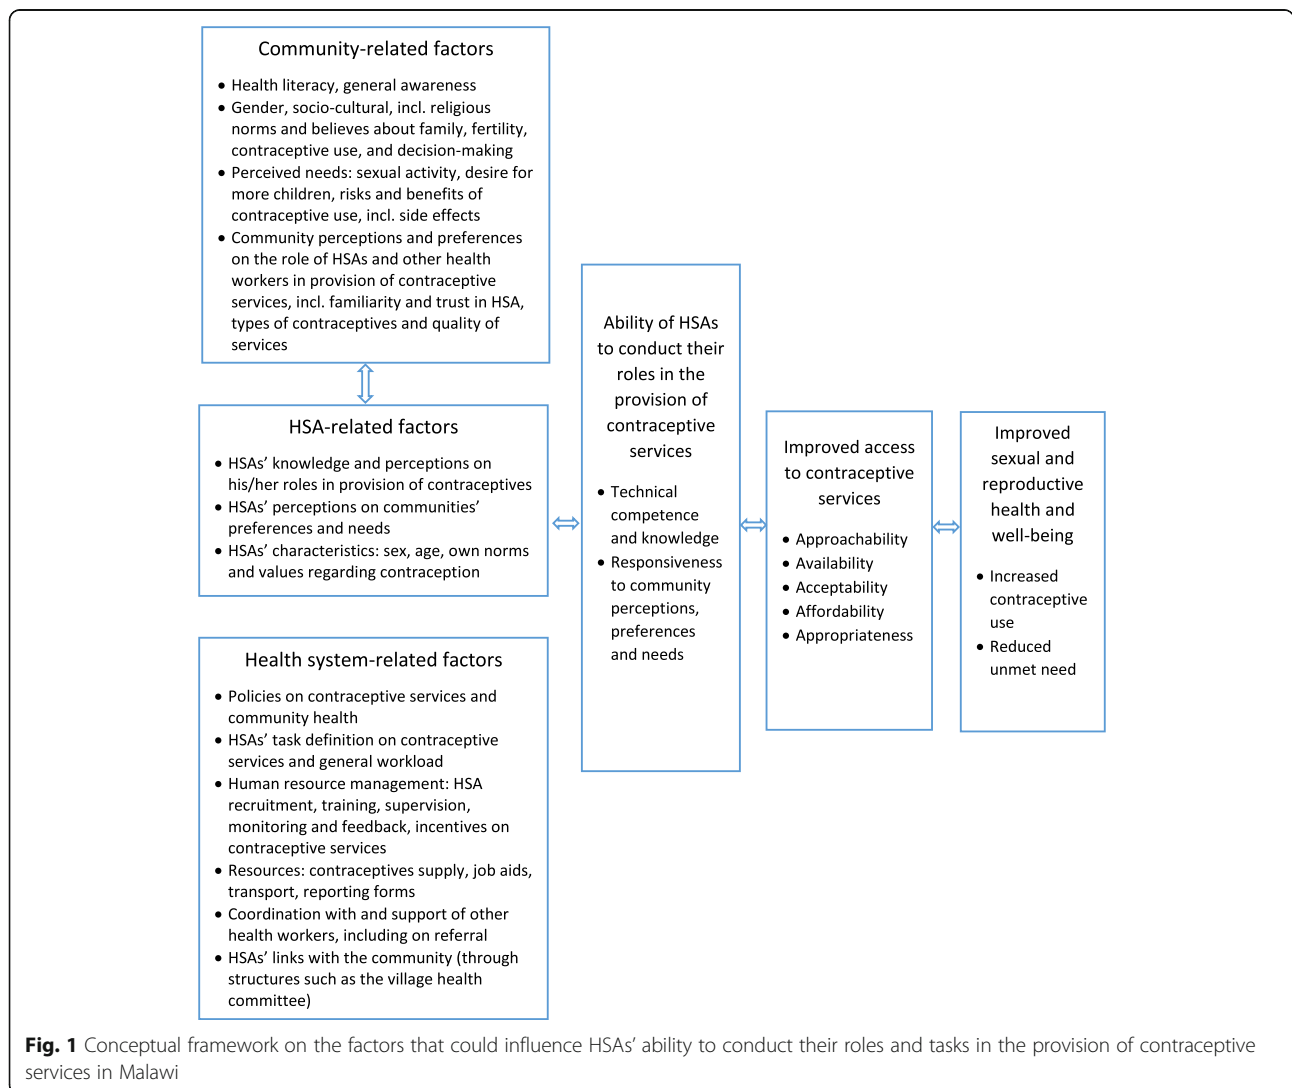 Community-related factors
• Health literacy, general awareness
• Gender, socio-cultural, incl. religious
norms and believes about family, fertility,
contraceptive use, and decision-making
• Perceived needs: sexual activity, desire for
more children, risks and benefits of
contraceptive use, incl. side effects
• Community perceptions and preferences
on the role of HSAs and other health
workers in provision of contraceptive
services, incl. familiarity and trust in HSA,
types of contraceptives and quality of
services
HSA-related factors
• HSAs’ knowledge and perceptions on
his/her roles in provision of contraceptives
• HSAs’ perceptions on communities’
preferences and needs
• HSAs’ characteristics: sex, age, own norms
and values regarding contraception
Health system-related factors
• Policies on contraceptive services and
community health
• HSAs’ task definition on contraceptive
services and general workload
• Human resource management: HSA
recruitment, training, supervision,
monitoring and feedback, incentives on
contraceptive services
• Resources: contraceptives supply, job aids,
transport, reporting forms
• Coordination with and support of other
health workers, including on referral
• HSAs’ links with the community (through
structures such as the village health
committee)
Ability of HSAs
to conduct their
roles in the
provision of
contraceptive
services
• Technical
competence
and knowledge
• Responsiveness
to community
perceptions,
preferences
and needs
Improved access
to contraceptive
services
• Approachability
• Availability
• Acceptability
• Affordability
• Appropriateness
Improved
sexual and
reproductive
health and
well-being
• Increased
contraceptive
use
• Reduced
unmet need
Fig. 1 Conceptual framework on the factors that could influence HSAs’ ability to conduct their roles and tasks in the provision of contraceptive
services in Malawi